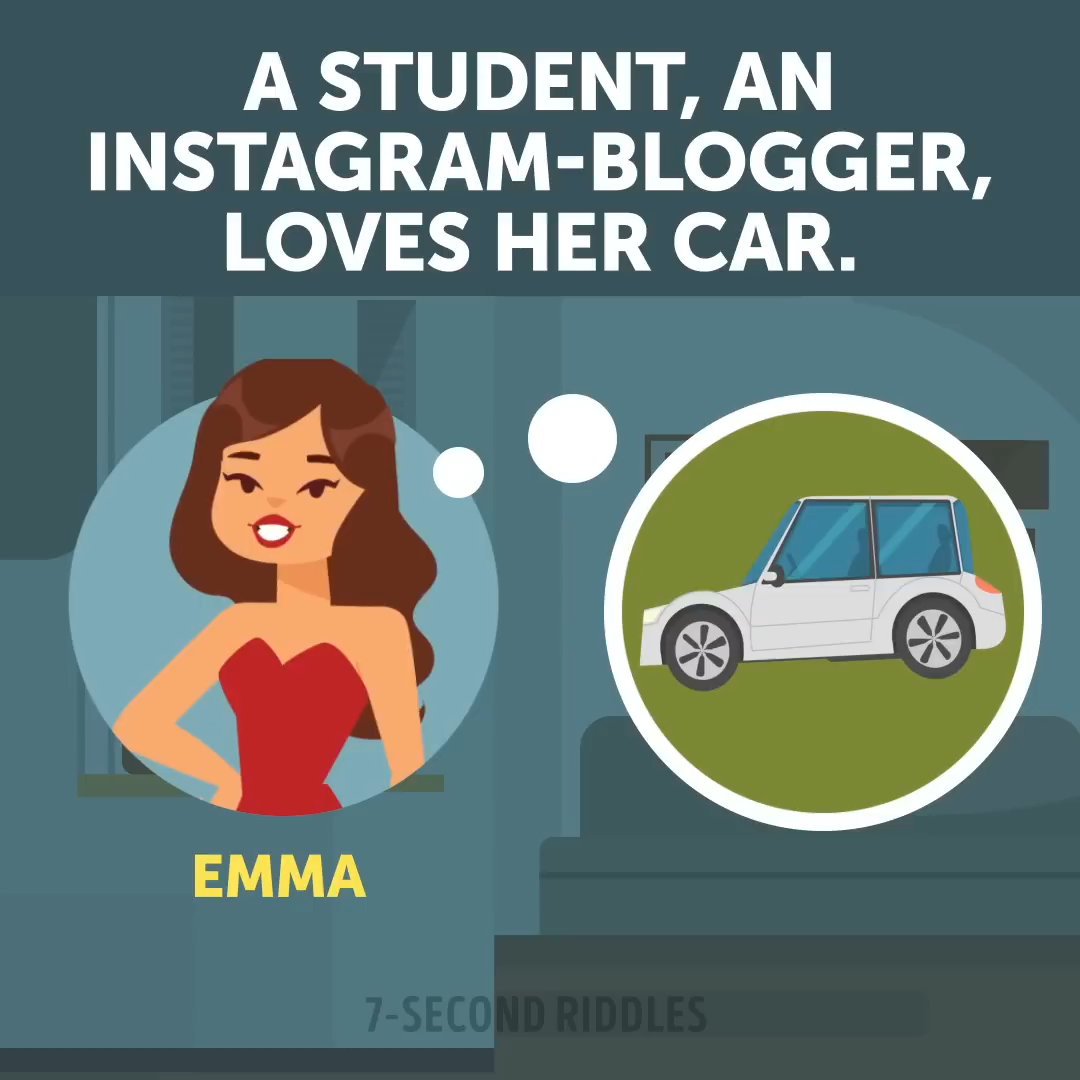 A STUDENT, AN
INSTAGRAM-BLOGGER,
LOVES HER CAR.
EMMA
7-SECOND RIDDLES